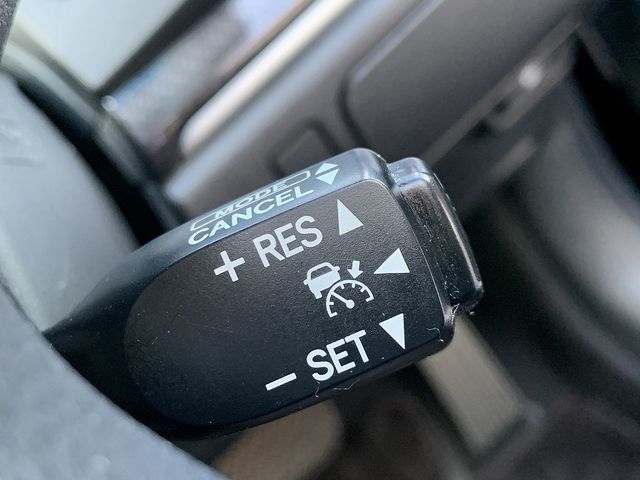 MODE
CANCEL
+ RES
- SET